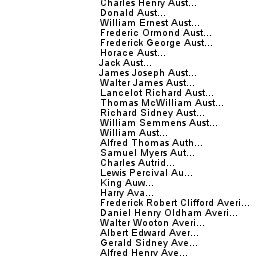 Charles Henry Aust...
Donald Aust...
William Ernest Aust...
Frederic Ormond Aust...
Frederick George Aust...
Horace Aust...
Jack Aust...
James Joseph Aust...
Walter James Aust...
Lancelot Richard Aust...
Thomas McWilliam Aust...
Richard Sidney Aust...
William Semmens Aust...
William Aust...
Alfred Thomas Auth...
Samuel Myers Aut...
Charles Autrid...
Lewis Percival Au...
King Auw...
Harry Ava...
Frederick Robert Clifford Averi...
Daniel Henry Oldham Averi...
Walter Wooton Averi...
Albert Edward Aver...
Gerald Sidney Ave...
Alfred Henry Ave...